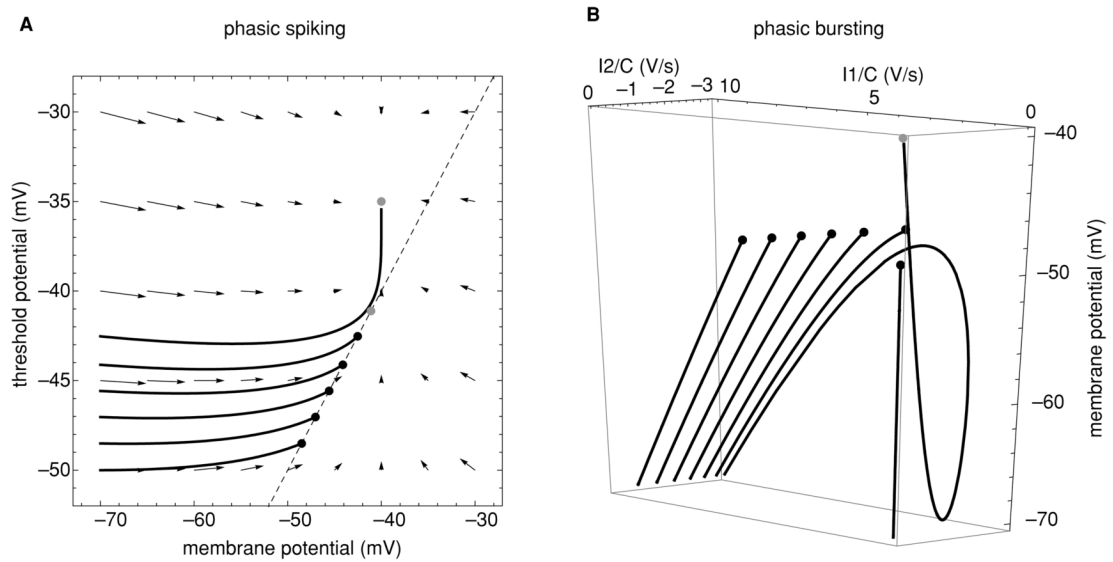 A
phasic spiking
threshold potential (mV)
–30
–35
–40
–45
–50
–70
–60
–50
–40
–30
membrane potential (mV)
B
phasic bursting
I2/C (V/s)
0
–1
–2
–3
I1/C (V/s)
10
5
0
–40
–50
–60
–70
membrane potential (mV)